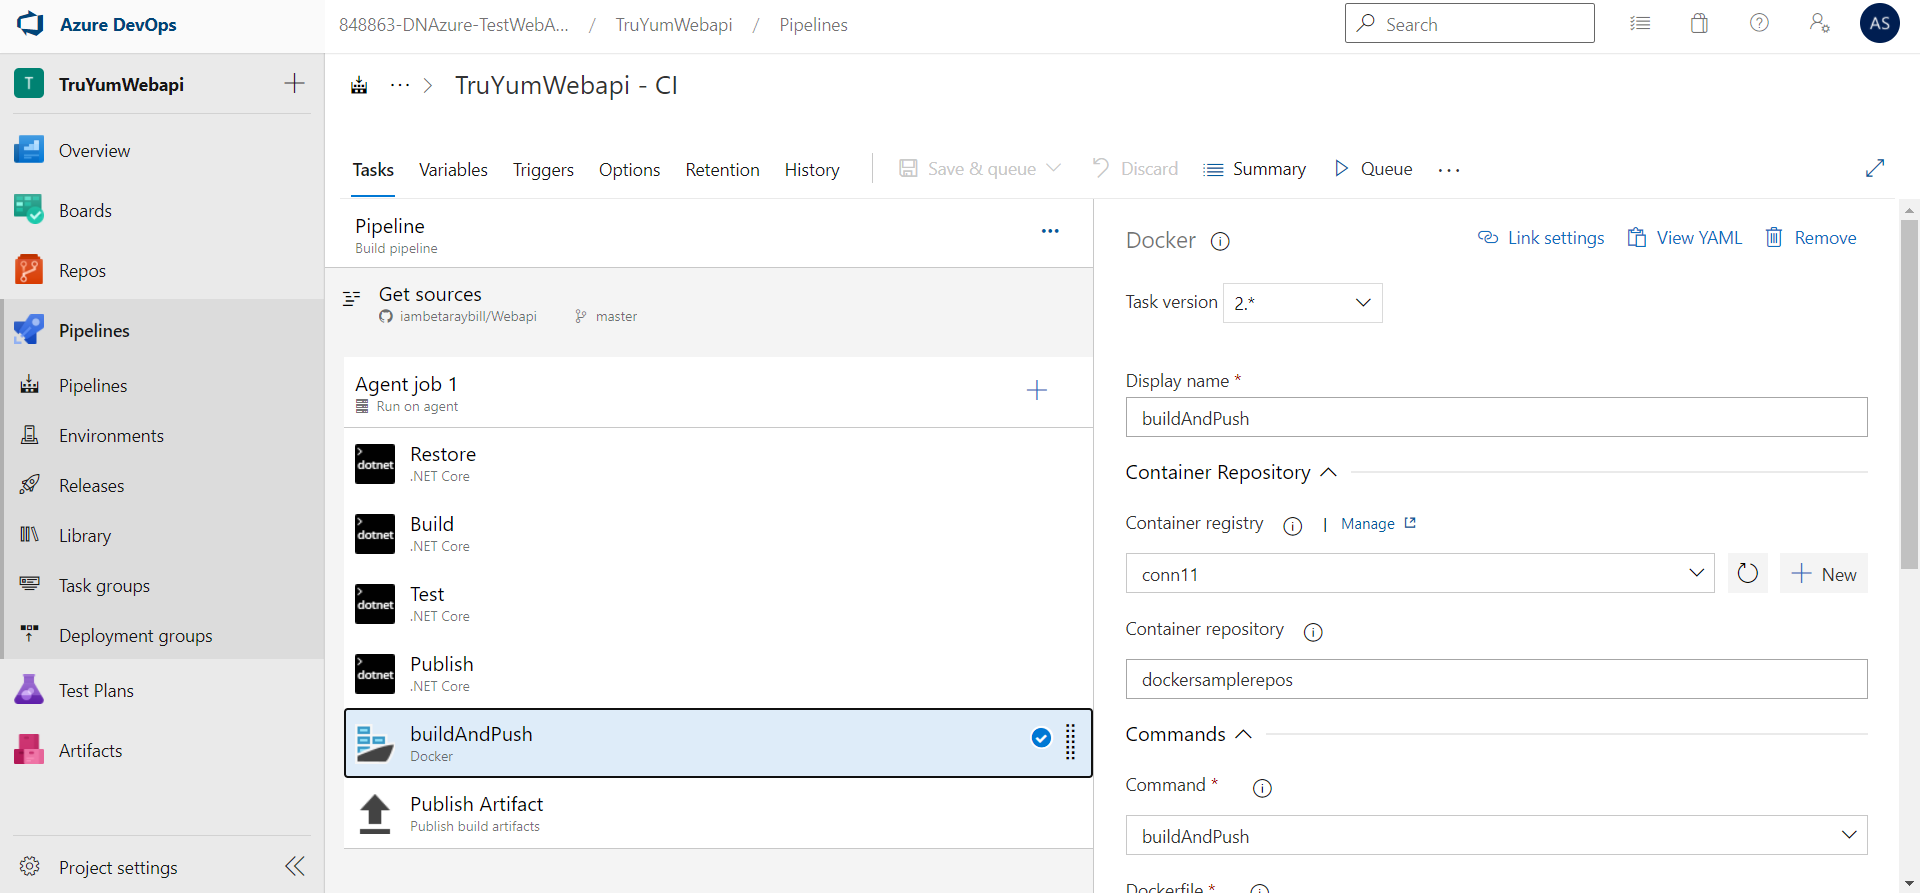 Azure DevOps
848863-DNAzure-TestWebA... / TruYumWebapi / Pipelines
Search
AS
T TruYumWebapi
Overview
Boards
Repos
Pipelines
Pipelines
Environments
Releases
Library
Task groups
Deployment groups
Test Plans
Artifacts
Project settings
... TruYumWebapi - CI
Tasks Variables Triggers Options Retention History Save & queue Discard Summary Queue ...
Pipeline
Build pipeline
Get sources
iambetaraybill/Webapi master
Agent job 1
Run on agent
dotnet Restore
.NET Core
dotnet Build
.NET Core
dotnet Test
.NET Core
dotnet Publish
.NET Core
buildAndPush
Docker
Publish Artifact
Publish build artifacts
Docker Link settings View YAML Remove
Task version 2.*
Display name *
buildAndPush
Container Repository
Container registry | Manage
conn11
New
Container repository
dockersamplerepos
Commands
Command *
buildAndPush
Dockerfile *